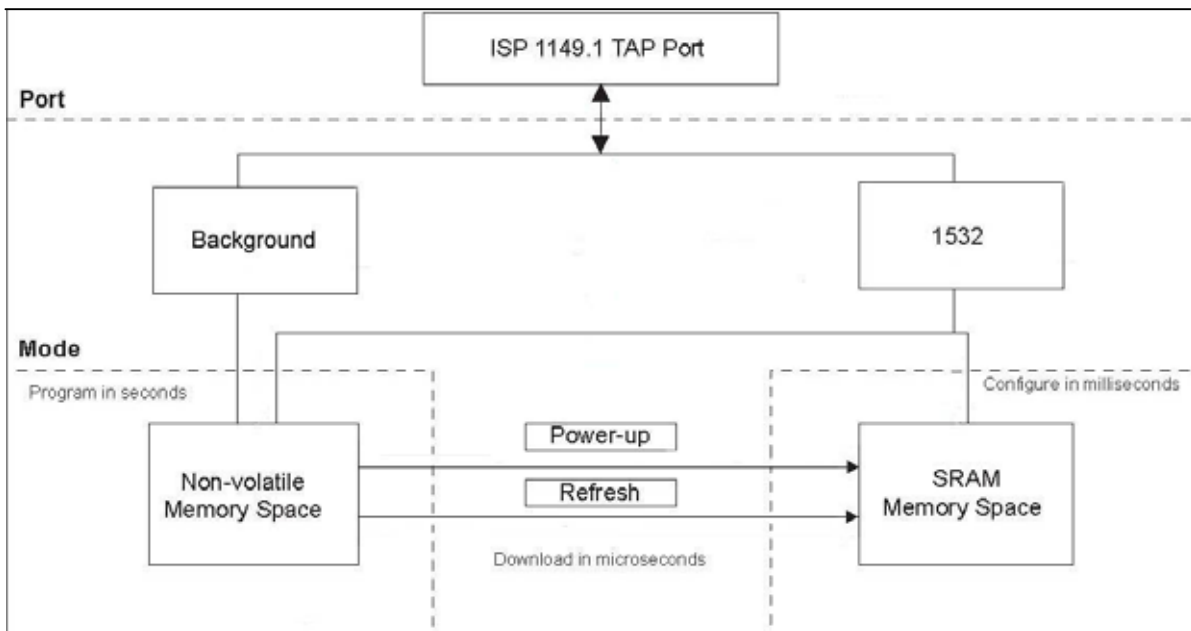 ISP 1149.1 TAP Port
Port
Background
1532
Mode
Program in seconds
Configure in milliseconds
Power-up
Non-volatile
Memory Space
Refresh
SRAM
Memory Space
Download in microseconds